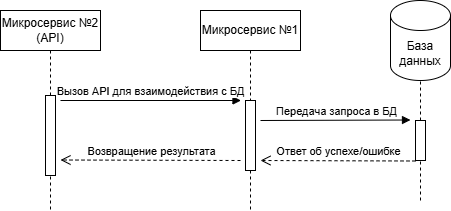 Микросервис №2
(API)
Микросервис №1
База
данных
Вызов API для взаимодействия с БД
Передача запроса в БД
Возвращение результата
Ответ об успехе/ошибке